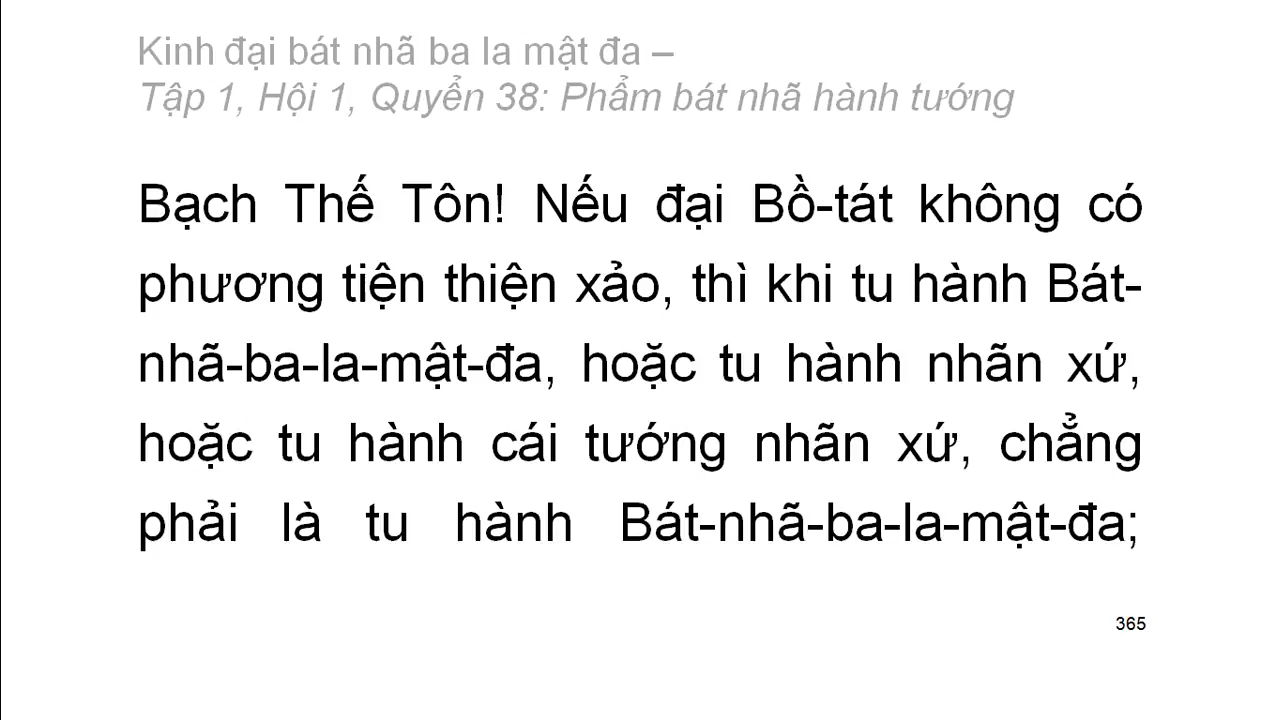 Kinh đại bát nhã ba la mật đa –
Tập 1, Hội 1, Quyển 38: Phẩm bát nhã hành tướng
Bạch Thế Tôn! Nếu đại Bồ-tát không có
phương tiện thiện xảo, thì khi tu hành Bát-
nhã-ba-la-mật-đa, hoặc tu hành nhãn xứ,
hoặc tu hành cái tướng nhãn xứ, chẳng
phải là tu hành Bát-nhã-ba-la-mật-đa;
365